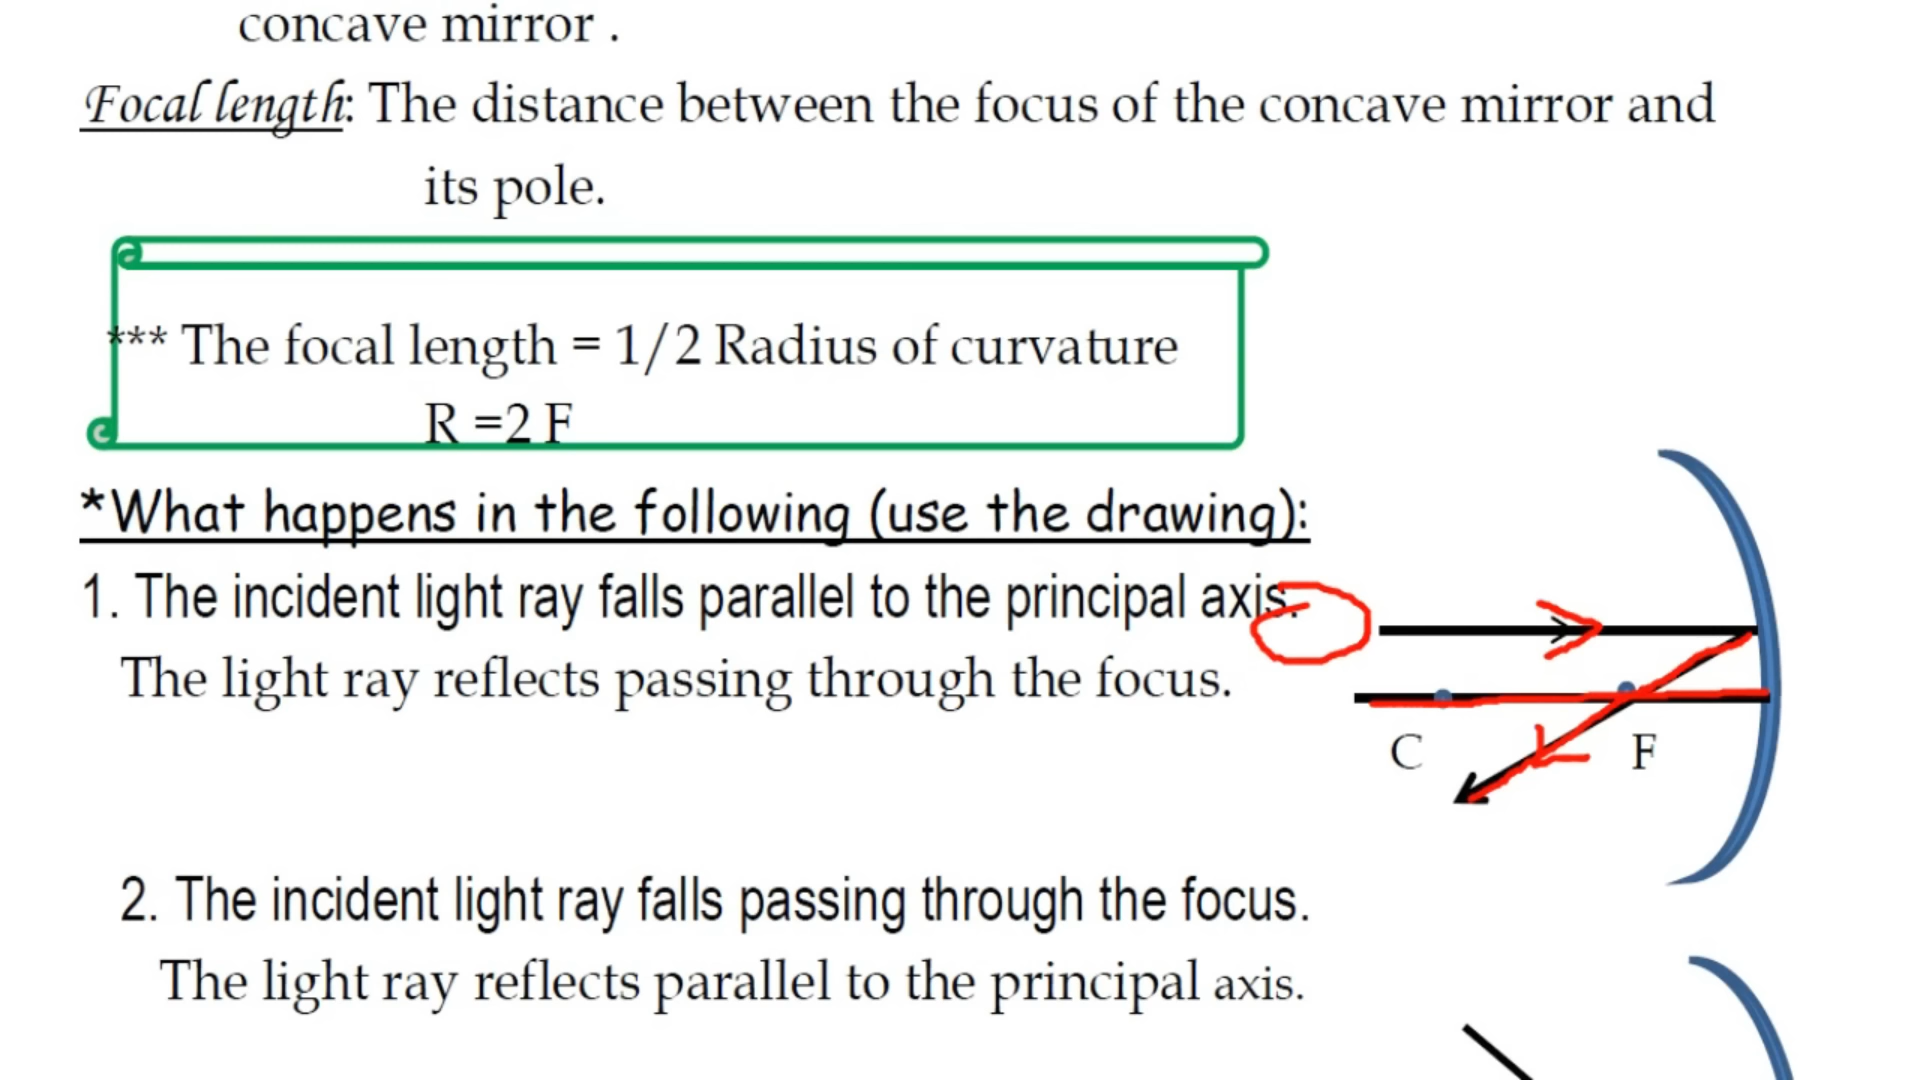 concave mirror .
Focal length: The distance between the focus of the concave mirror and
its pole.
*** The focal length = 1/2 Radius of curvature
R =2 F
*What happens in the following (use the drawing):
1. The incident light ray falls parallel to the principal axis.
The light ray reflects passing through the focus.
C
F
2. The incident light ray falls passing through the focus.
The light ray reflects parallel to the principal axis.